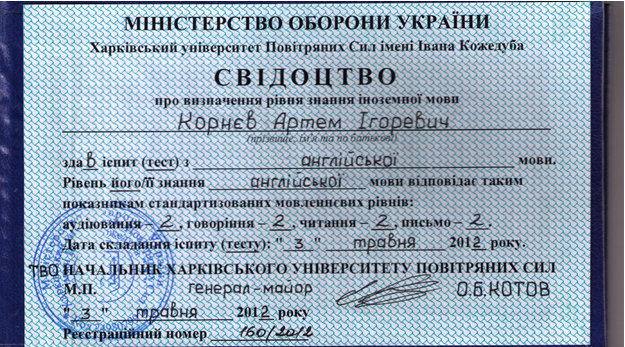 МІНІСТЕРСТВО ОБОРОНИ УКРАЇНИ
Харківський університет Повітряних Сил імені Івана Кожедуба
СВІДОЦТВО
про визначення рівня знання іноземної мови
Корнєв Артем Ігоревич
(прізвище, ім'я та по батькові)
здав іспит (тест) з англійської мови.
Рівень його/її знання англійської мови відповідає таким
показникам стандартизованих мовленнєвих рівнів:
аудіювання – 2, говоріння – 2, читання – 2, письмо – 2.
Дата складання іспиту (тесту): "3" травня 2012 року.
ТВО НАЧАЛЬНИК ХАРКІВСЬКОГО УНІВЕРСИТЕТУ ПОВІТРЯНИХ СИЛ
М.П. генерал-майор О.Б.КОТОВ
"3" травня 2012 року
Реєстраційний номер 160/2012